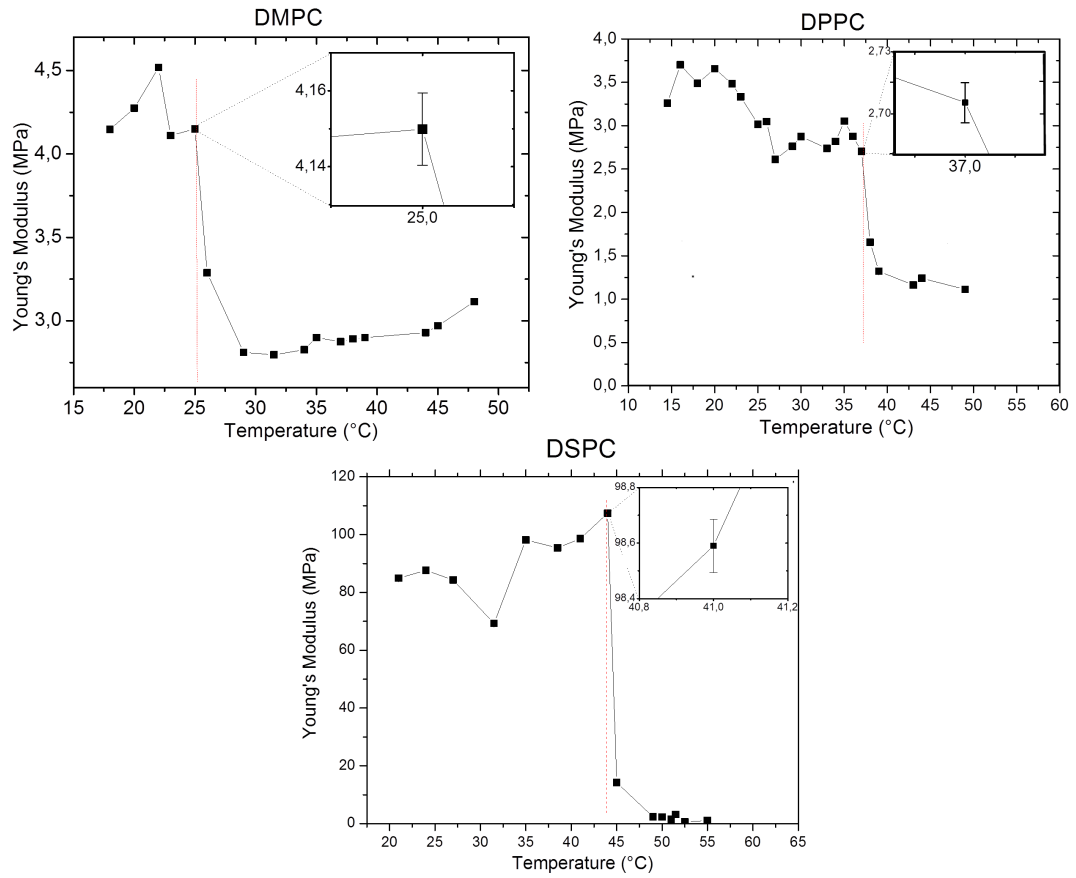 DMPC
Young's Modulus (MPa)
4,5
4,0
3,5
3,0
4,16
4,14
25,0
15 20 25 30 35 40 45 50
Temperature (°C)
DPPC
Young's Modulus (MPa)
4,0
3,5
3,0
2,5
2,0
1,5
1,0
0,5
0,0
2,73
2,70
37,0
10 15 20 25 30 35 40 45 50 55 60
Temperature (°C)
DSPC
Young's Modulus (MPa)
120
100
80
60
40
20
0
98,8
98,6
98,4
40,8 41,0 41,2
20 25 30 35 40 45 50 55 60 65
Temperature (°C)